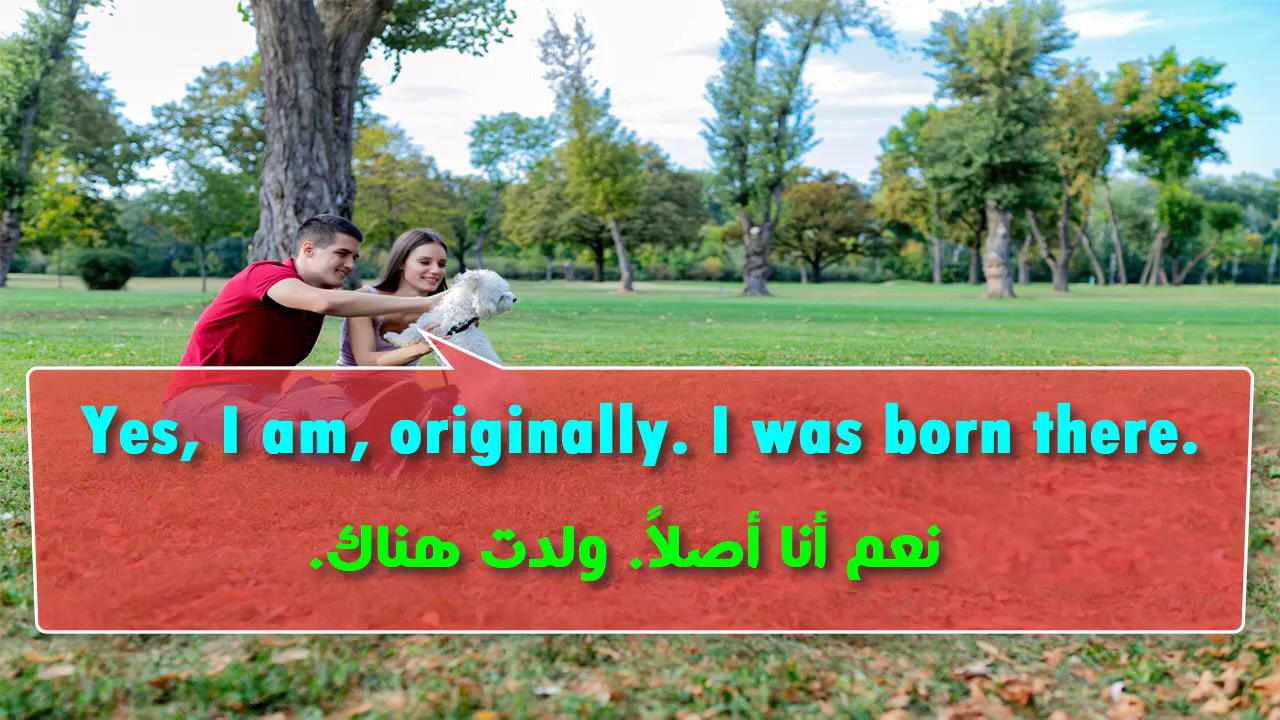 Yes, I am, originally. I was born there.
نعم أنا أصلاً. ولدت هناك.